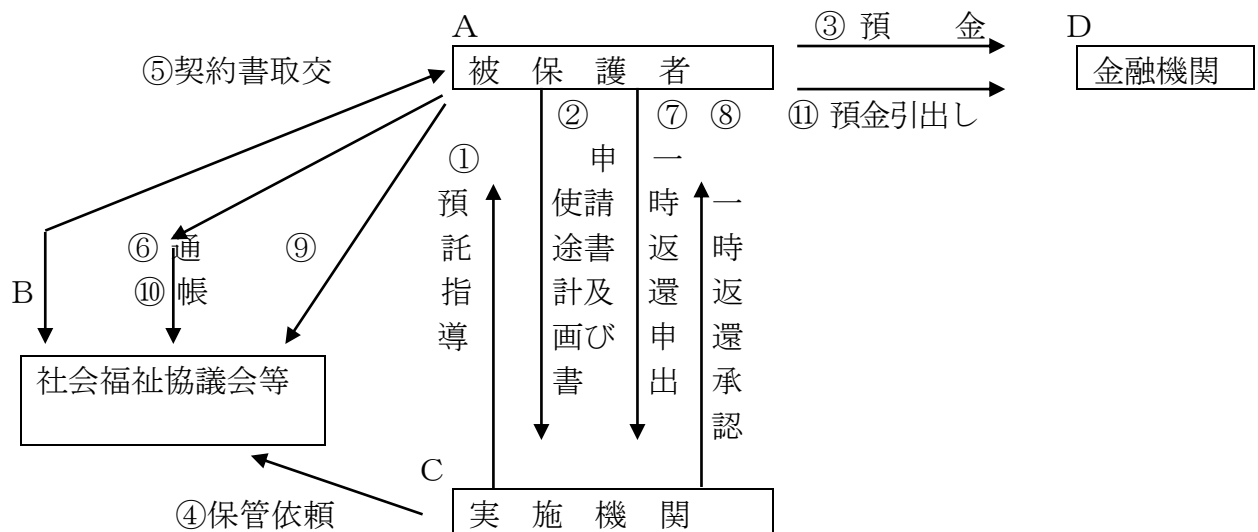 A
被保護者
③ 預　金
D
金融機関
⑪ 預金引出し
⑤契約書取交
①
預託指導
②
申請書及び
使途計画書
⑦
一時返還申出
⑧
一時返還承認
⑥ 通
⑩ 帳
⑨
B
社会福祉協議会等
④保管依頼
C
実施機関